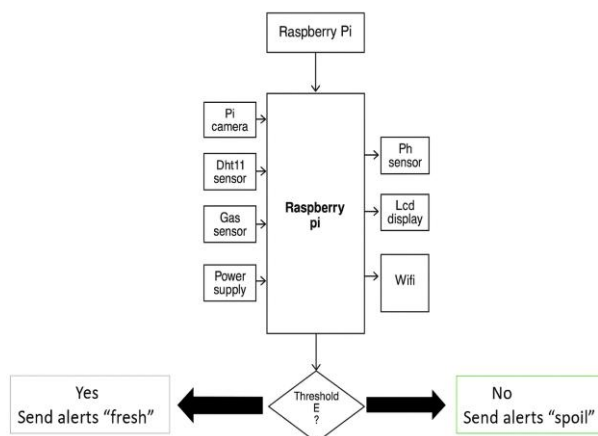 Raspberry Pi
Pi
camera
Dht11
sensor
Gas
sensor
Power
supply
Raspberry
pi
Ph
sensor
Lcd
display
Wifi
Threshold
E
?
Yes
Send alerts “fresh”
No
Send alerts “spoil”